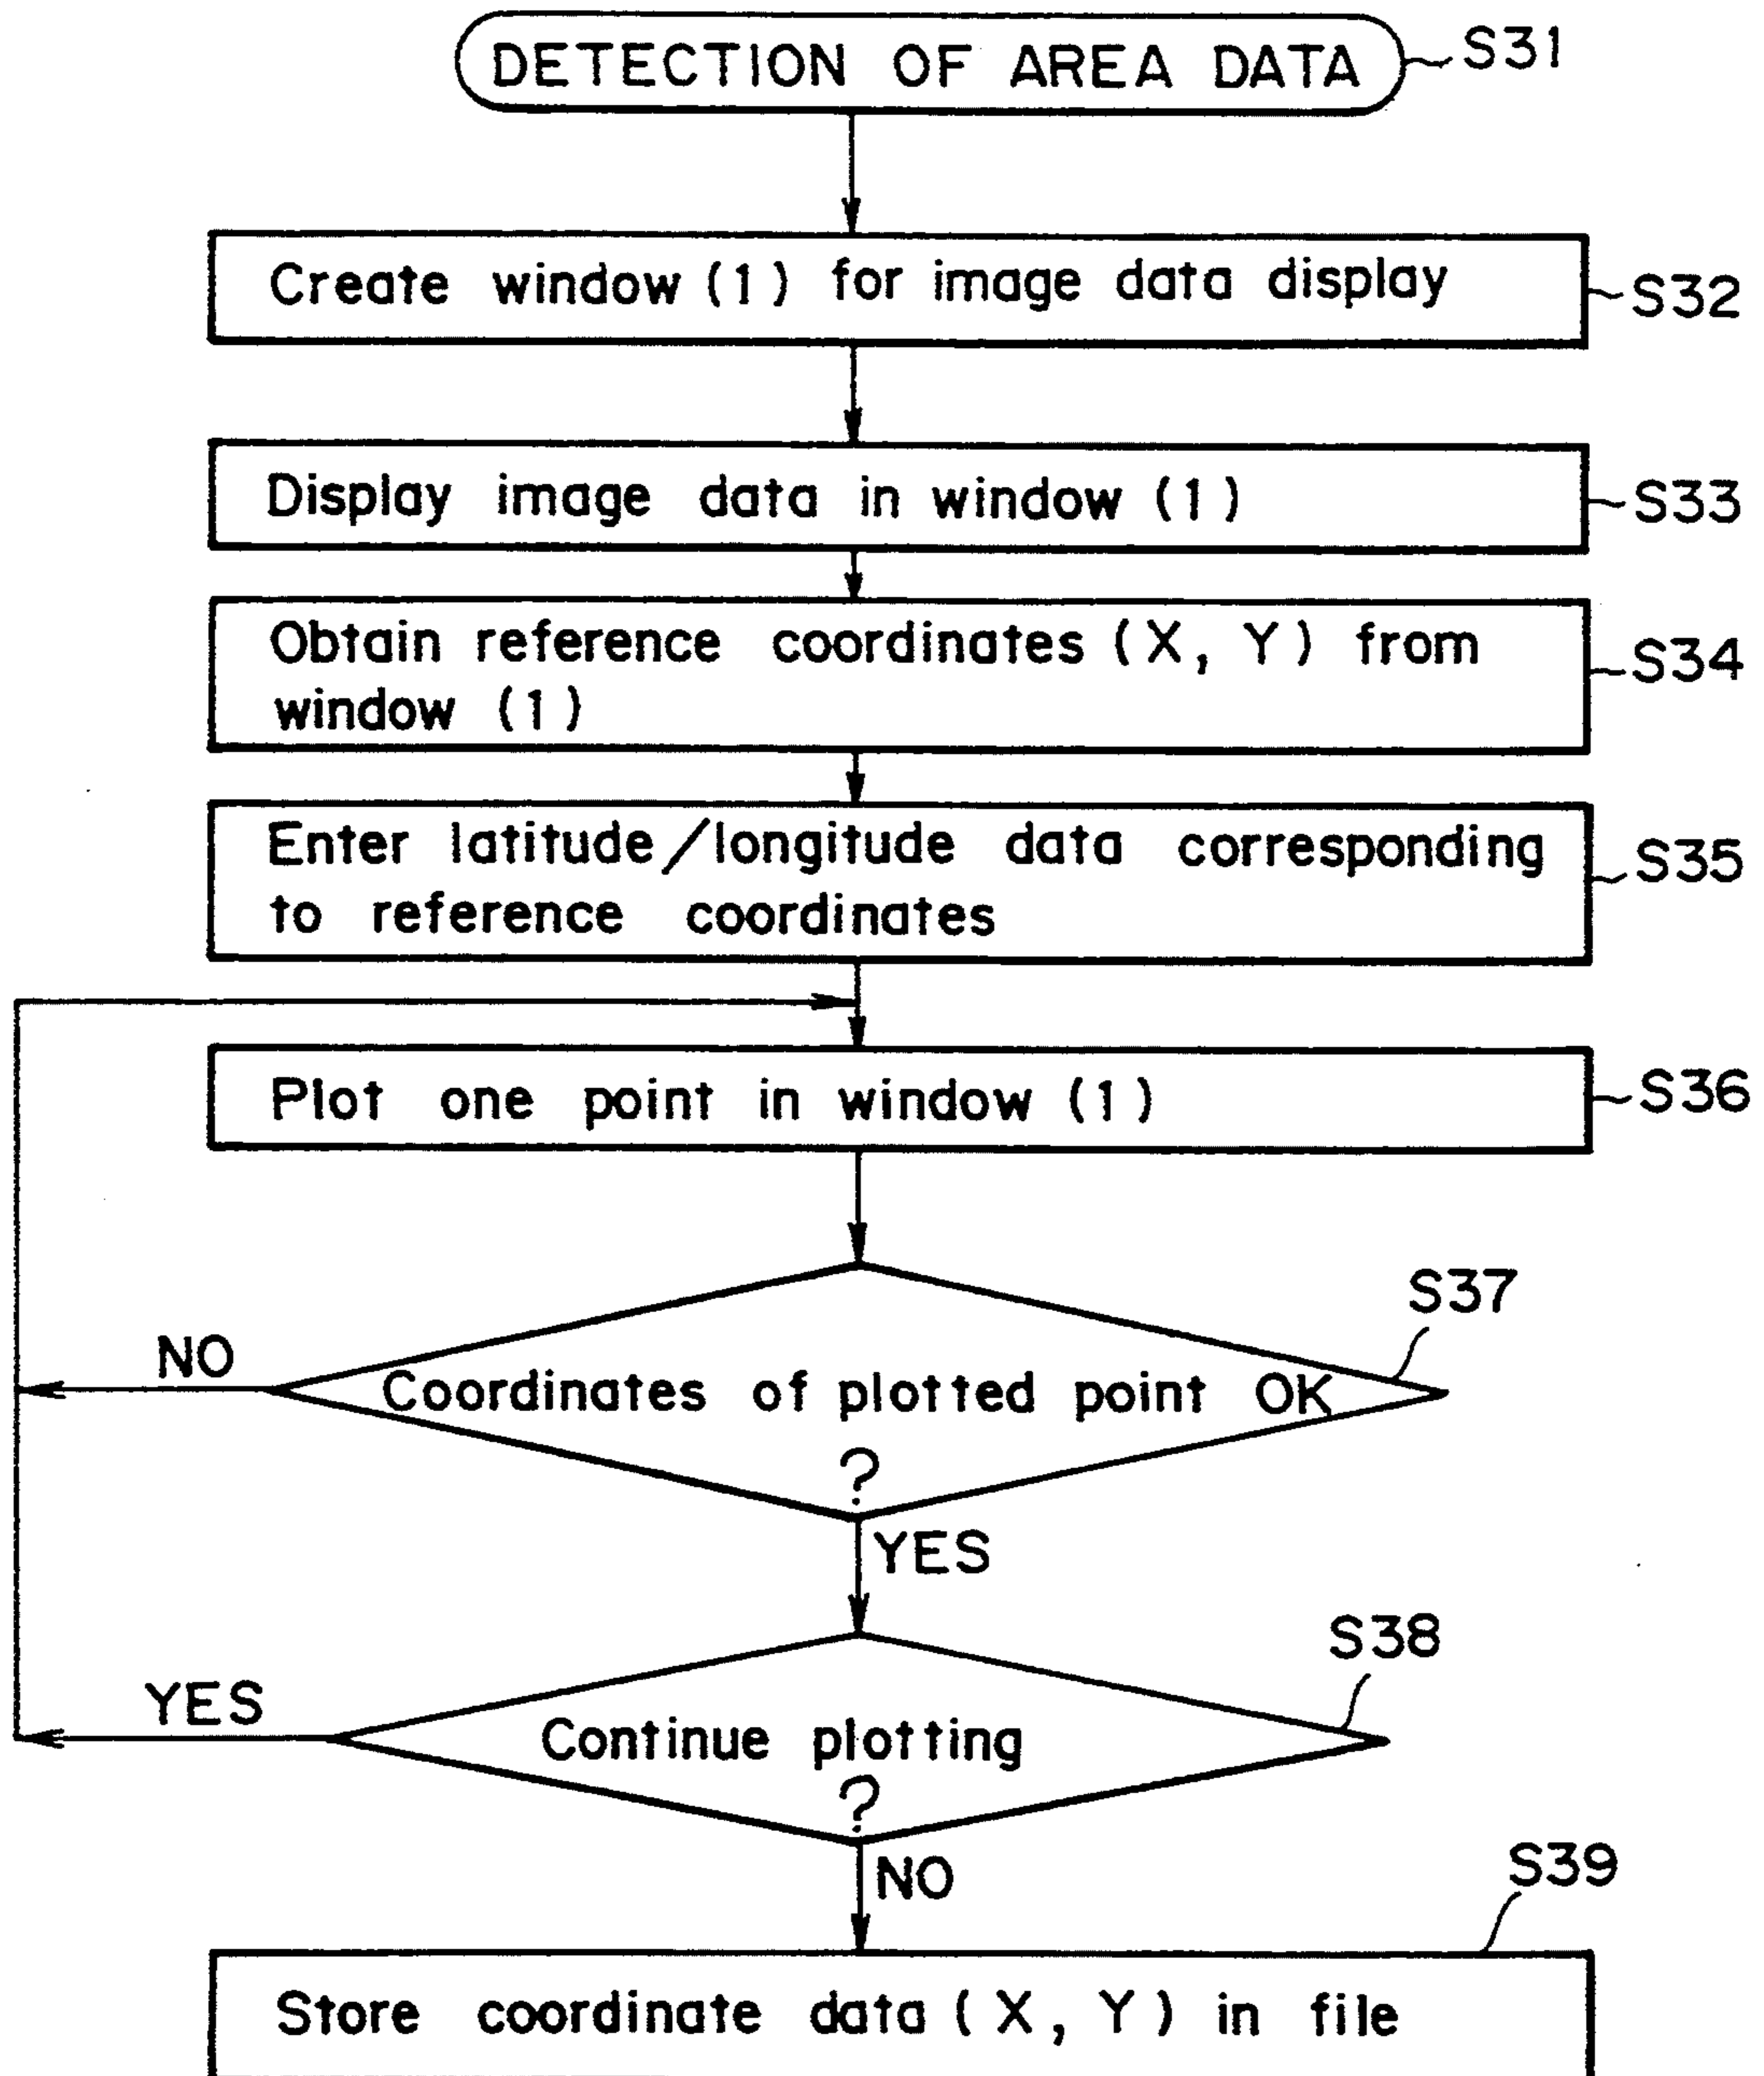 DETECTION OF AREA DATA
S31
Create window (1) for image data display
S32
Display image data in window (1)
S33
Obtain reference coordinates (X, Y) from
window (1)
S34
Enter latitude/longitude data corresponding
to reference coordinates
S35
Plot one point in window (1)
S36
S37
NO
Coordinates of plotted point OK
?
YES
S38
YES
Continue plotting
?
NO
S39
Store coordinate data (X, Y) in file